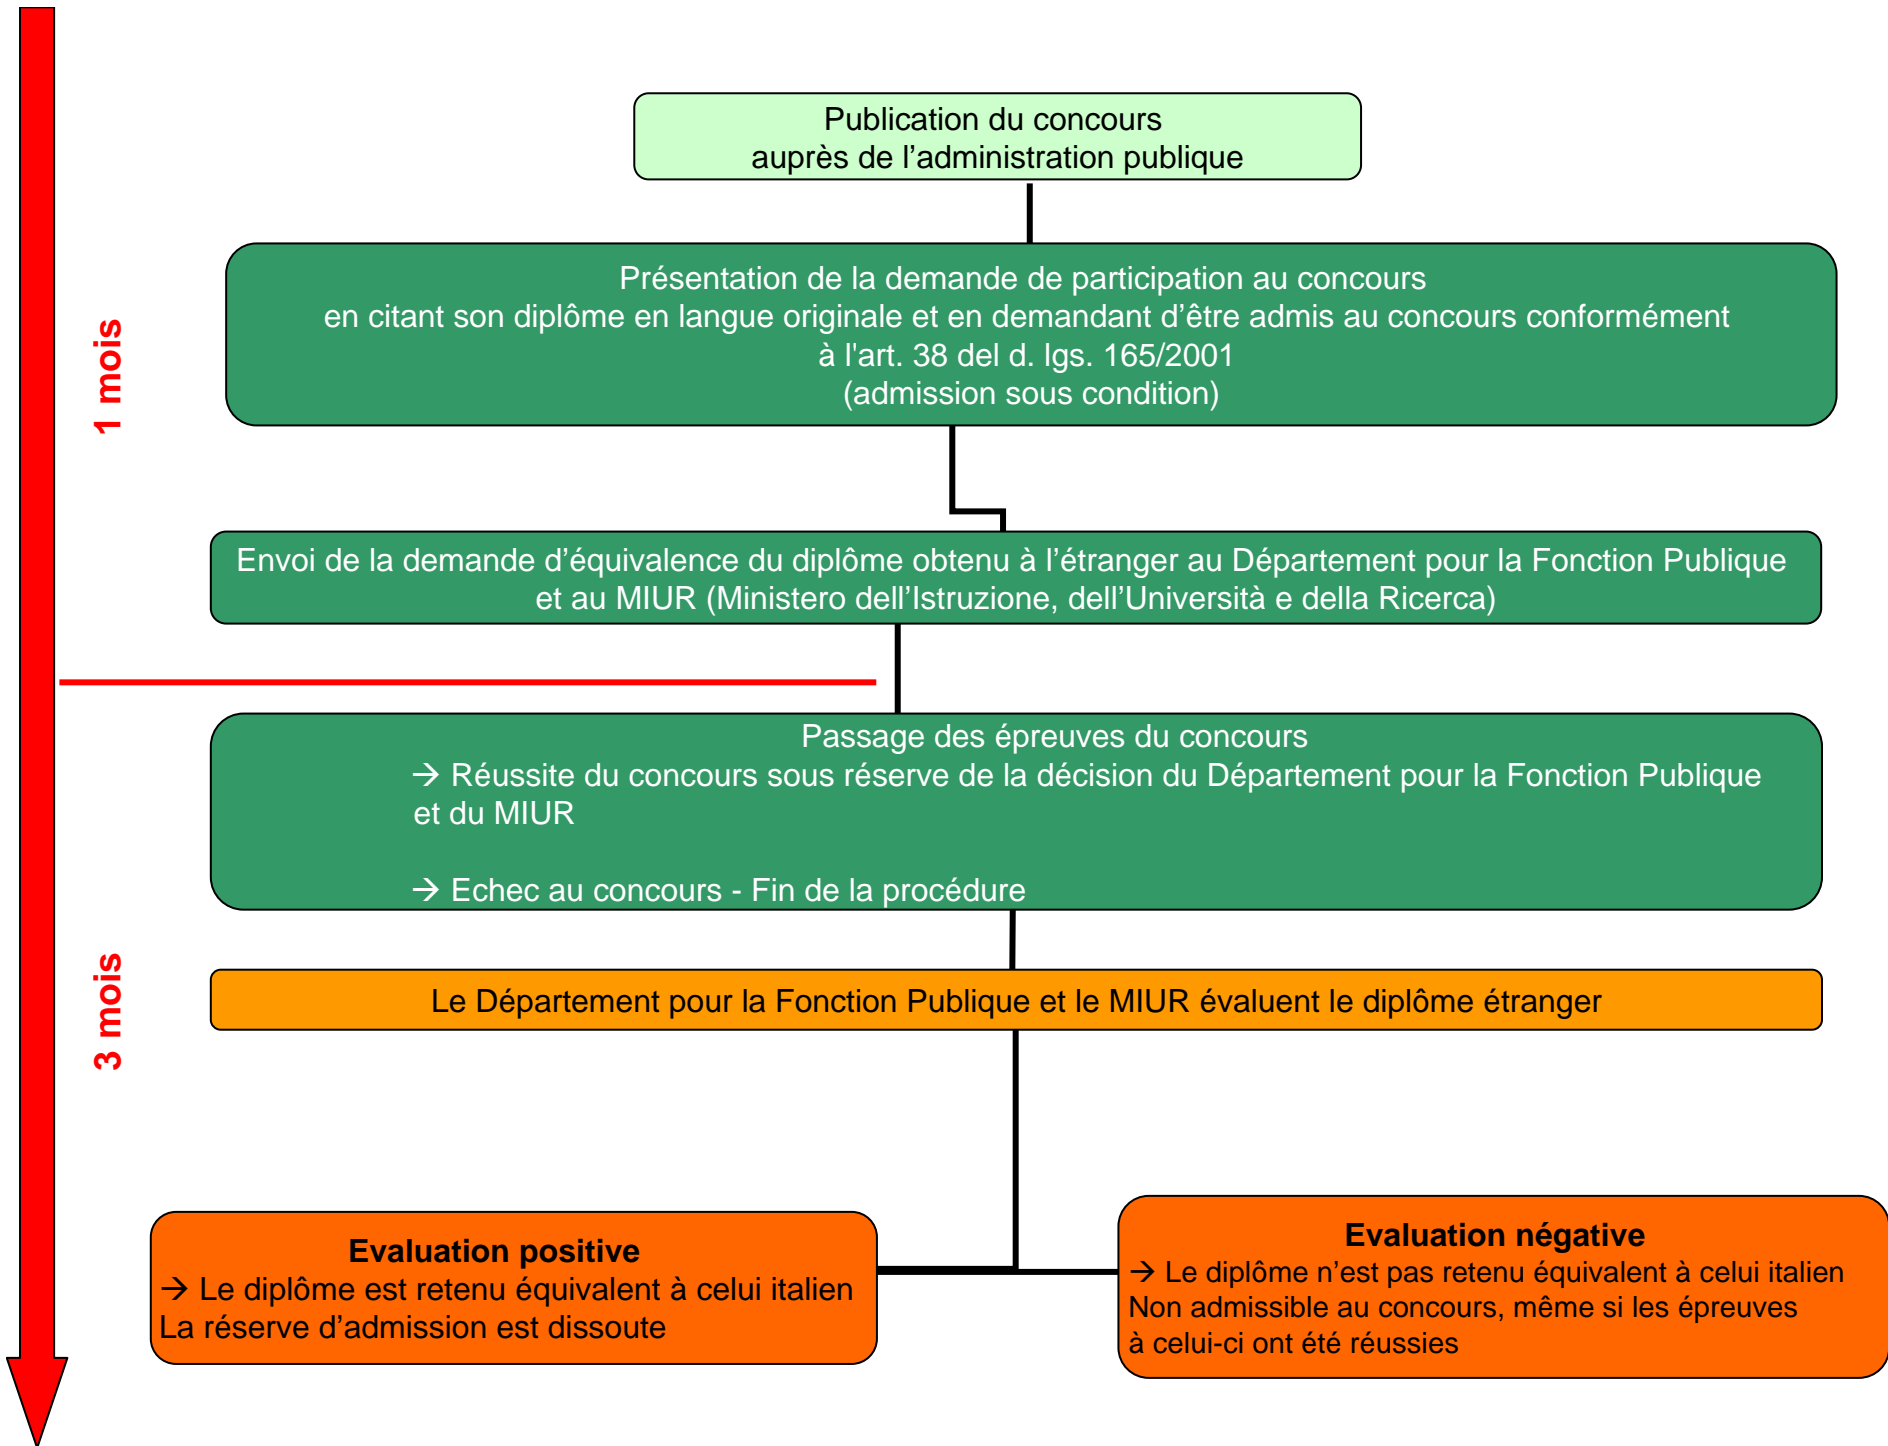 Publication du concours
auprès de l’administration publique
Présentation de la demande de participation au concours
en citant son diplôme en langue originale et en demandant d’être admis au concours conformément
à l'art. 38 del d. lgs. 165/2001
(admission sous condition)
1 mois
Envoi de la demande d’équivalence du diplôme obtenu à l’étranger au Département pour la Fonction Publique
et au MIUR (Ministero dell’Istruzione, dell’Università e della Ricerca)
Passage des épreuves du concours
→ Réussite du concours sous réserve de la décision du Département pour la Fonction Publique
et du MIUR
→ Echec au concours - Fin de la procédure
3 mois
Le Département pour la Fonction Publique et le MIUR évaluent le diplôme étranger
Evaluation positive
→ Le diplôme est retenu équivalent à celui italien
La réserve d’admission est dissoute
Evaluation négative
→ Le diplôme n’est pas retenu équivalent à celui italien
Non admissible au concours, même si les épreuves
à celui-ci ont été réussies